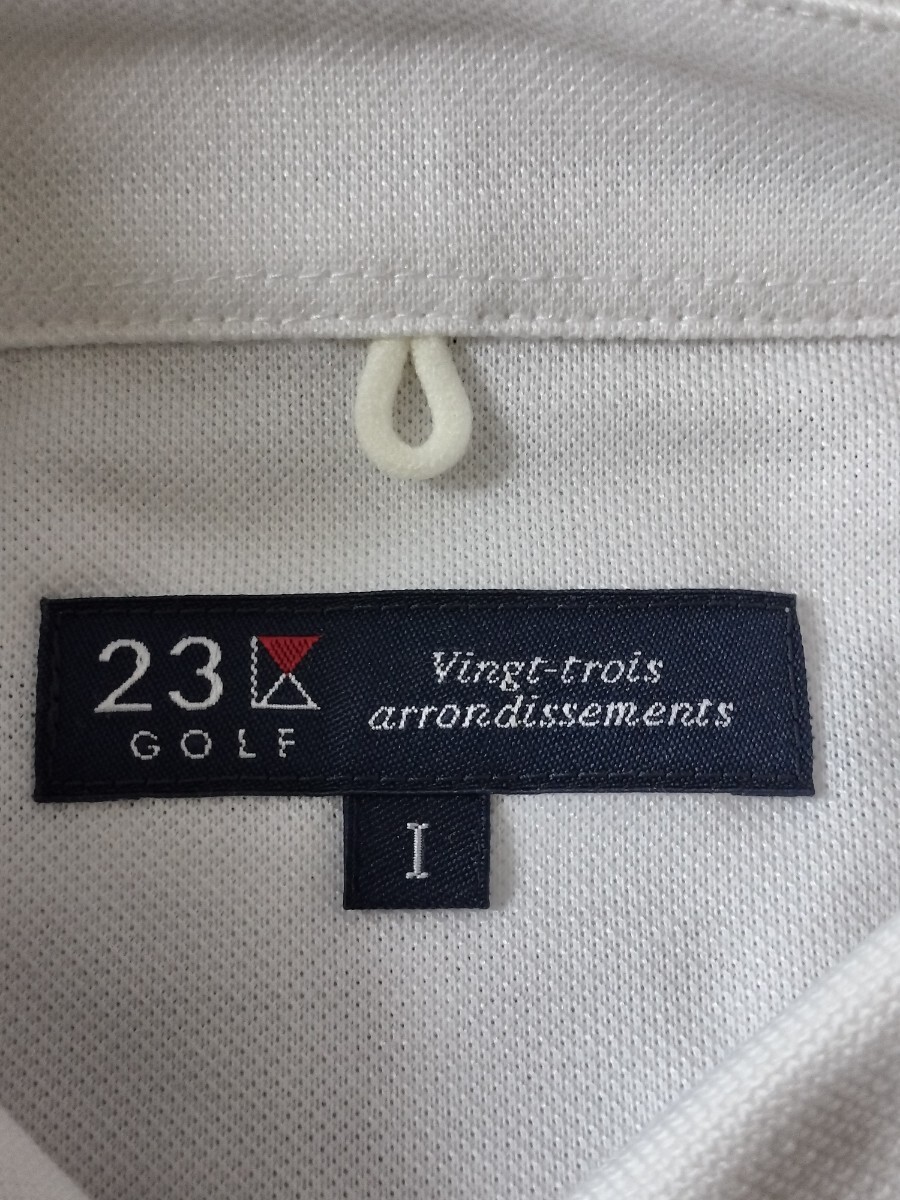 23
GOLF
Vingt-trois
arrondissements
I